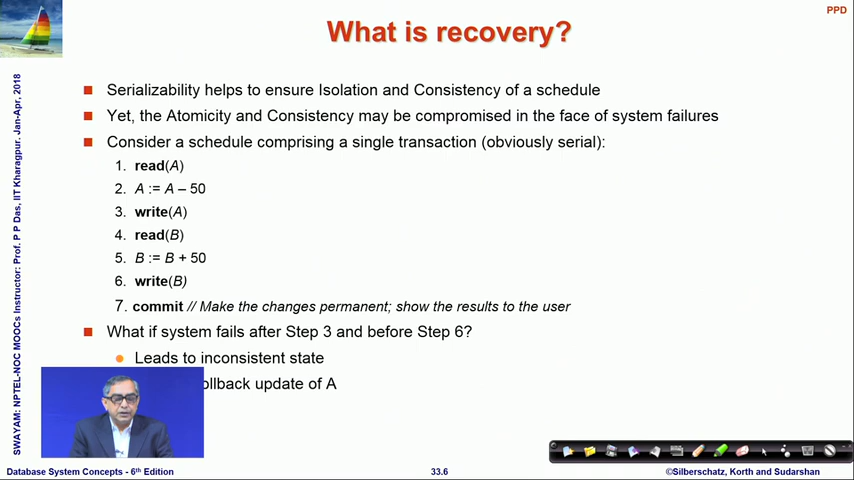 PPD
What is recovery?
■ Serializability helps to ensure Isolation and Consistency of a schedule
■ Yet, the Atomicity and Consistency may be compromised in the face of system failures
■ Consider a schedule comprising a single transaction (obviously serial):
1. read(A)
2. A := A – 50
3. write(A)
4. read(B)
5. B := B + 50
6. write(B)
7. commit // Make the changes permanent; show the results to the user
■ What if system fails after Step 3 and before Step 6?
● Leads to inconsistent state
update of A
SWAYAM: NPTEL-NOC MOOCs Instructor: Prof. P P Das, IIT Kharagpur. Jan-Apr, 2018
Database System Concepts - 6th Edition
33.6
©Silberschatz, Korth and Sudarshan